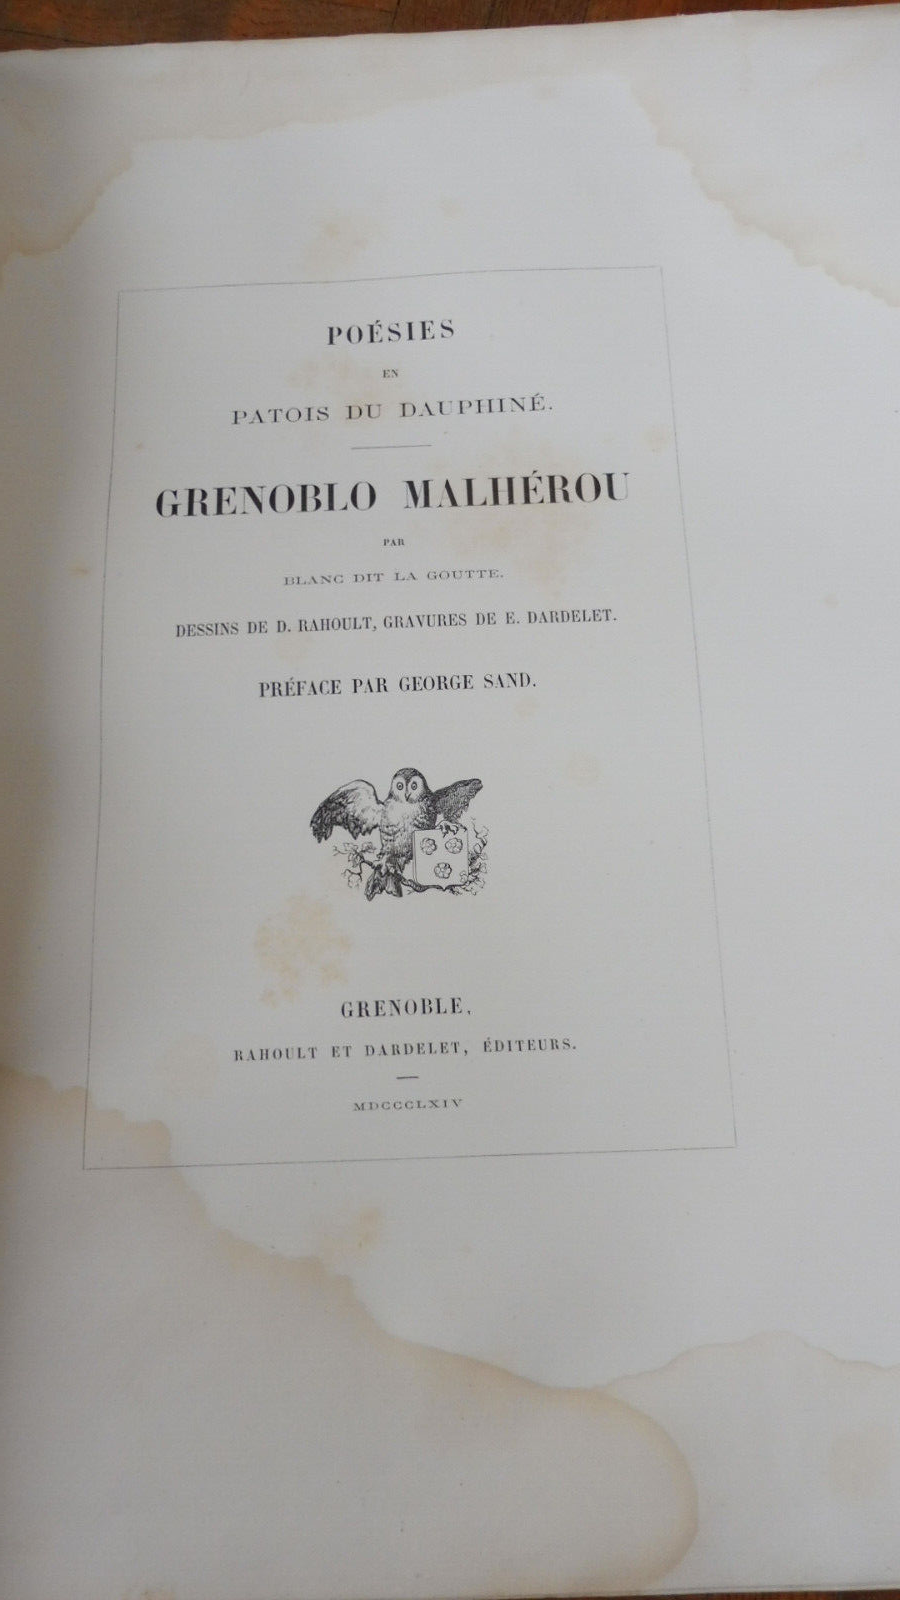 POÉSIES
EN
PATOIS DU DAUPHINÉ.
GRENOBLO MALHÉROU
PAR
BLANC DIT LA GOUTTE.
DESSINS DE D. RAHOULT, GRAVURES DE E. DARDELET.
PRÉFACE PAR GEORGE SAND.
GRENOBLE,
RAHOULT ET DARDELET, ÉDITEURS.
MDCCCLXIV